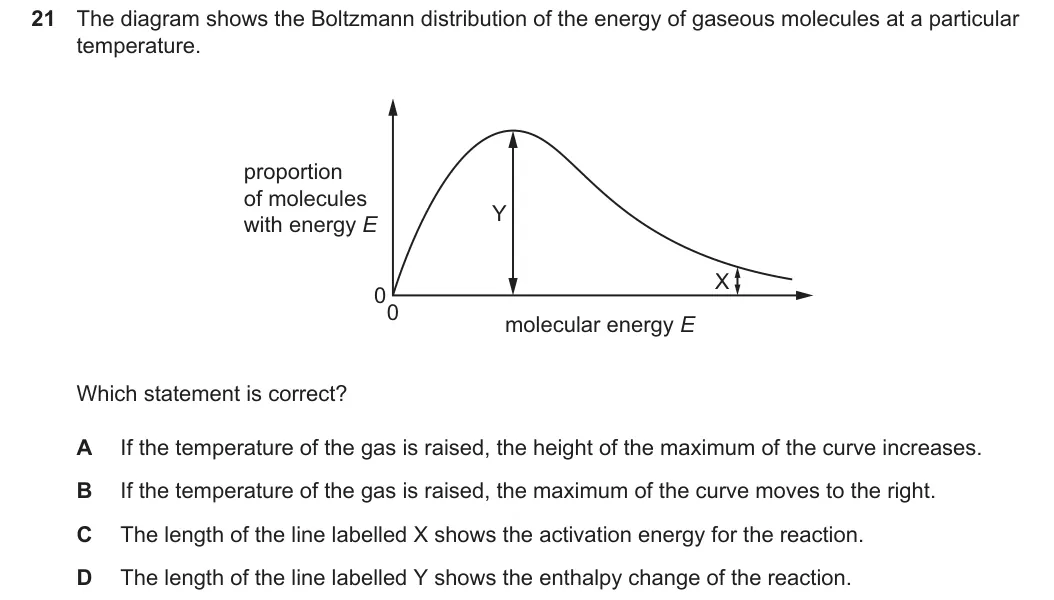 21 The diagram shows the Boltzmann distribution of the energy of gaseous molecules at a particular
temperature.
proportion
of molecules
with energy E
Y
X
0
0
molecular energy E
Which statement is correct?
A If the temperature of the gas is raised, the height of the maximum of the curve increases.
B If the temperature of the gas is raised, the maximum of the curve moves to the right.
C The length of the line labelled X shows the activation energy for the reaction.
D The length of the line labelled Y shows the enthalpy change of the reaction.